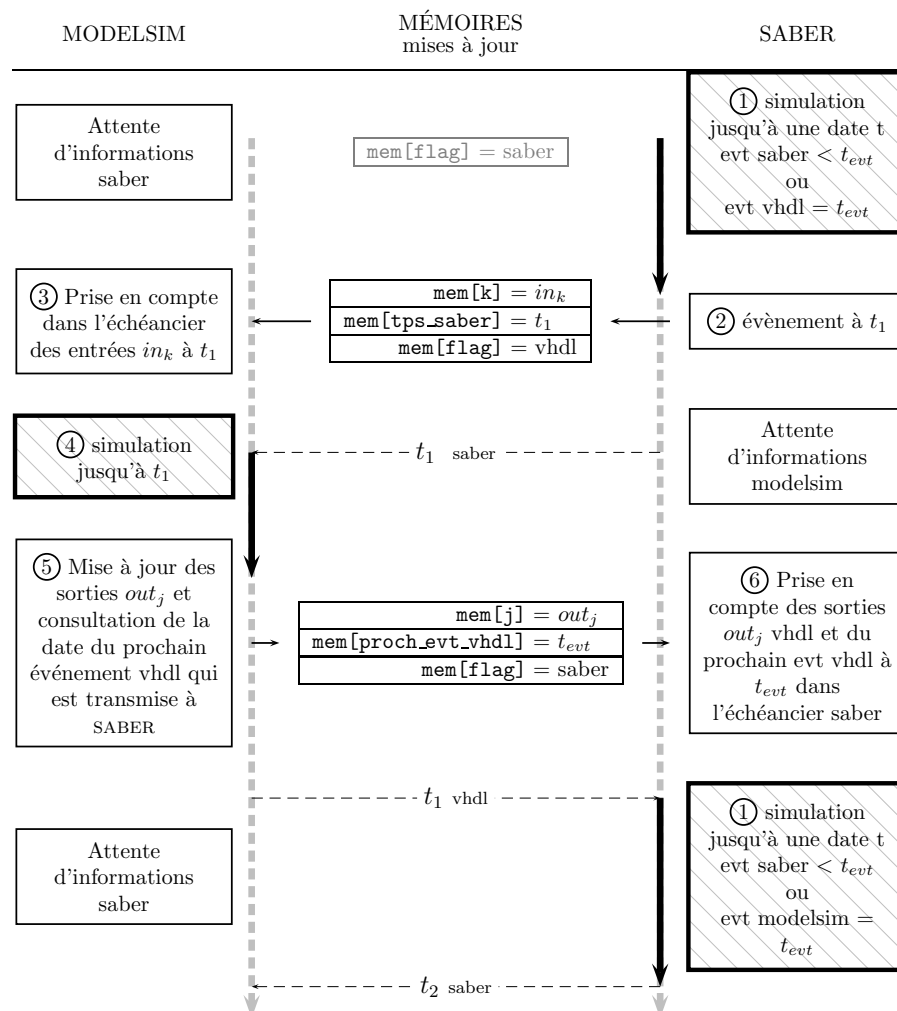 MODELSIM
MÉMOIRES
mises à jour
SABER
Attente
d'informations
saber
mem[flag] = saber
① simulation
jusqu'à une date t
evt saber < t_evt
ou
evt vhdl = t_evt
③ Prise en compte
dans l'échéancier
des entrées in_k à t_1
mem[k] = in_k
mem[tps_saber] = t_1
mem[flag] = vhdl
② évènement à t_1
④ simulation
jusqu'à t_1
t_1 saber
Attente
d'informations
modelsim
⑤ Mise à jour des
sorties out_j et
consultation de la
date du prochain
événement vhdl qui
est transmise à
SABER
mem[j] = out_j
mem[proch_evt_vhdl] = t_evt
mem[flag] = saber
⑥ Prise en
compte des sorties
out_j vhdl et du
prochain evt vhdl à
t_evt dans
l'échéancier saber
t_1 vhdl
Attente
d'informations
saber
① simulation
jusqu'à une date t
evt saber < t_evt
ou
evt modelsim =
t_evt
t_2 saber